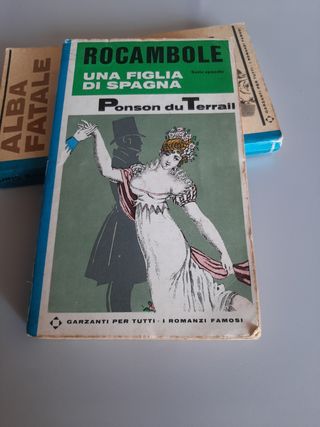 ROCAMBOLE
UNA FIGLIA
DI SPAGNA
Ponson du Terrail
GARZANTI PER TUTTI · I ROMANZI FAMOSI
ALBA
FATALE